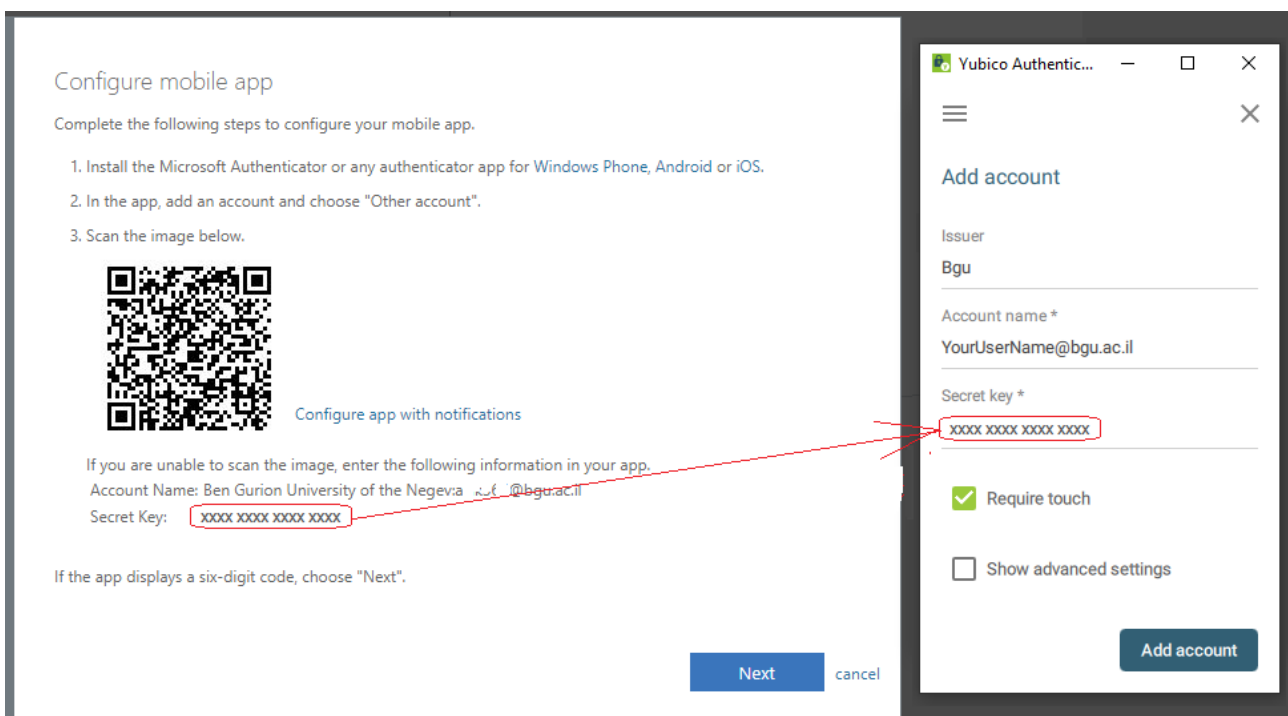 Configure mobile app
Complete the following steps to configure your mobile app.
1. Install the Microsoft Authenticator or any authenticator app for Windows Phone, Android or iOS.
2. In the app, add an account and choose "Other account".
3. Scan the image below.
Configure app with notifications
If you are unable to scan the image, enter the following information in your app.
Account Name: Ben Gurion University of the Negev:a @bgu.ac.il
Secret Key: xxxx xxxx xxxx xxxx
If the app displays a six-digit code, choose "Next".
Next cancel
Yubico Authentic...
Add account
Issuer
Bgu
Account name *
YourUserName@bgu.ac.il
Secret key *
xxxx xxxx xxxx xxxx
Require touch
Show advanced settings
Add account